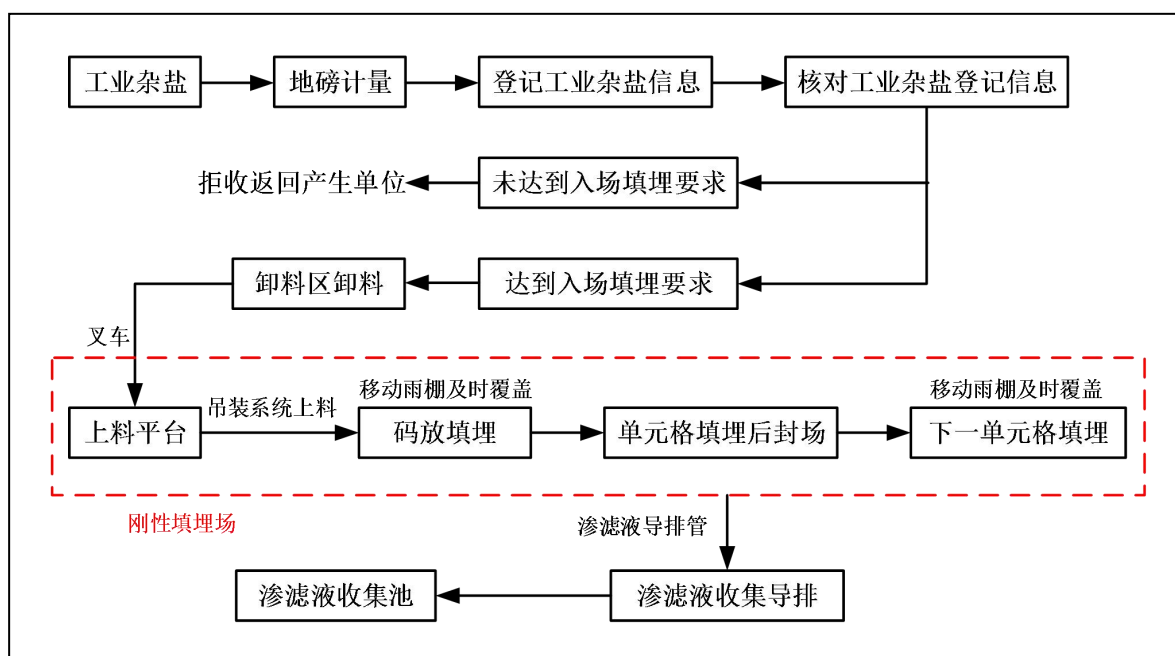 工业杂盐
地磅计量
登记工业杂盐信息
核对工业杂盐登记信息
拒收返回产生单位
未达到入场填埋要求
卸料区卸料
达到入场填埋要求
叉车
移动雨棚及时覆盖
移动雨棚及时覆盖
上料平台
吊装系统上料
码放填埋
单元格填埋后封场
下一单元格填埋
刚性填埋场
渗滤液导排管
渗滤液收集池
渗滤液收集导排